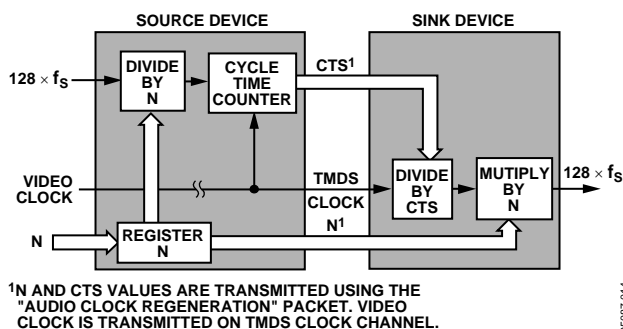 SOURCE DEVICE
SINK DEVICE
128 × fS
DIVIDE
BY
N
CYCLE
TIME
COUNTER
CTS1
VIDEO
CLOCK
TMDS
CLOCK
DIVIDE
BY
CTS
MUTIPLY
BY
N
128 × fS
N
REGISTER
N
N1
1N AND CTS VALUES ARE TRANSMITTED USING THE
"AUDIO CLOCK REGENERATION" PACKET. VIDEO
CLOCK IS TRANSMITTED ON TMDS CLOCK CHANNEL.